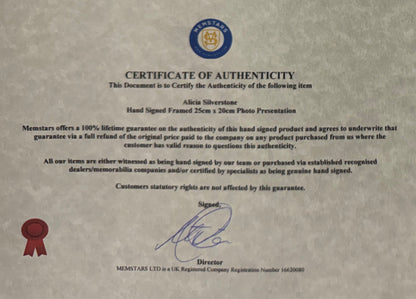 MEMSTARS
CERTIFICATE OF AUTHENTICITY
This Document is to Certify the Authenticity of the following item
Alicia Silverstone
Hand Signed Framed 25cm x 20cm Photo Presentation
Memstars offers a 100% lifetime guarantee on the authenticity of this hand signed product and agrees to underwrite that
guarantee via a full refund of the original price paid to the company on any product purchased from us where the
customer has valid reason to questions this authenticity.
All our items are either witnessed as being hand signed by our team or purchased via established recognised
dealers/memorabilia companies and/or certified by specialists as being genuine hand signed.
Customers statutory rights are not affected by this guarantee.
Signed,
Director
MEMSTARS LTD is a UK Registered Company Registration Number 16620080